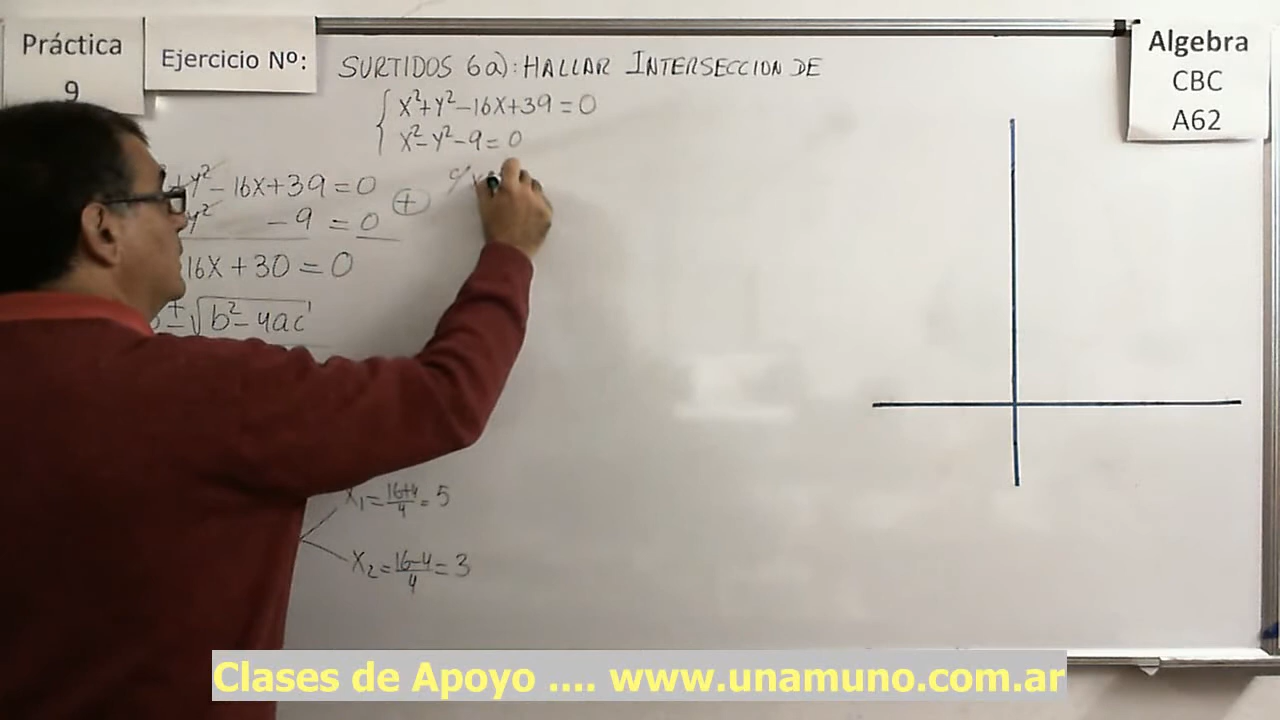 Práctica
9
Ejercicio Nº:
SURTIDOS 6a): HALLAR INTERSECCION DE
x²+y²-16x+39=0
x²-y²-9=0
Algebra
CBC
A62
+y²-16x+39=0
y² -9=0
+
16x+30=0
±√b²-4ac
x₁=16+4/4=5
x₂=16-4/4=3
Clases de Apoyo .... www.unamuno.com.ar